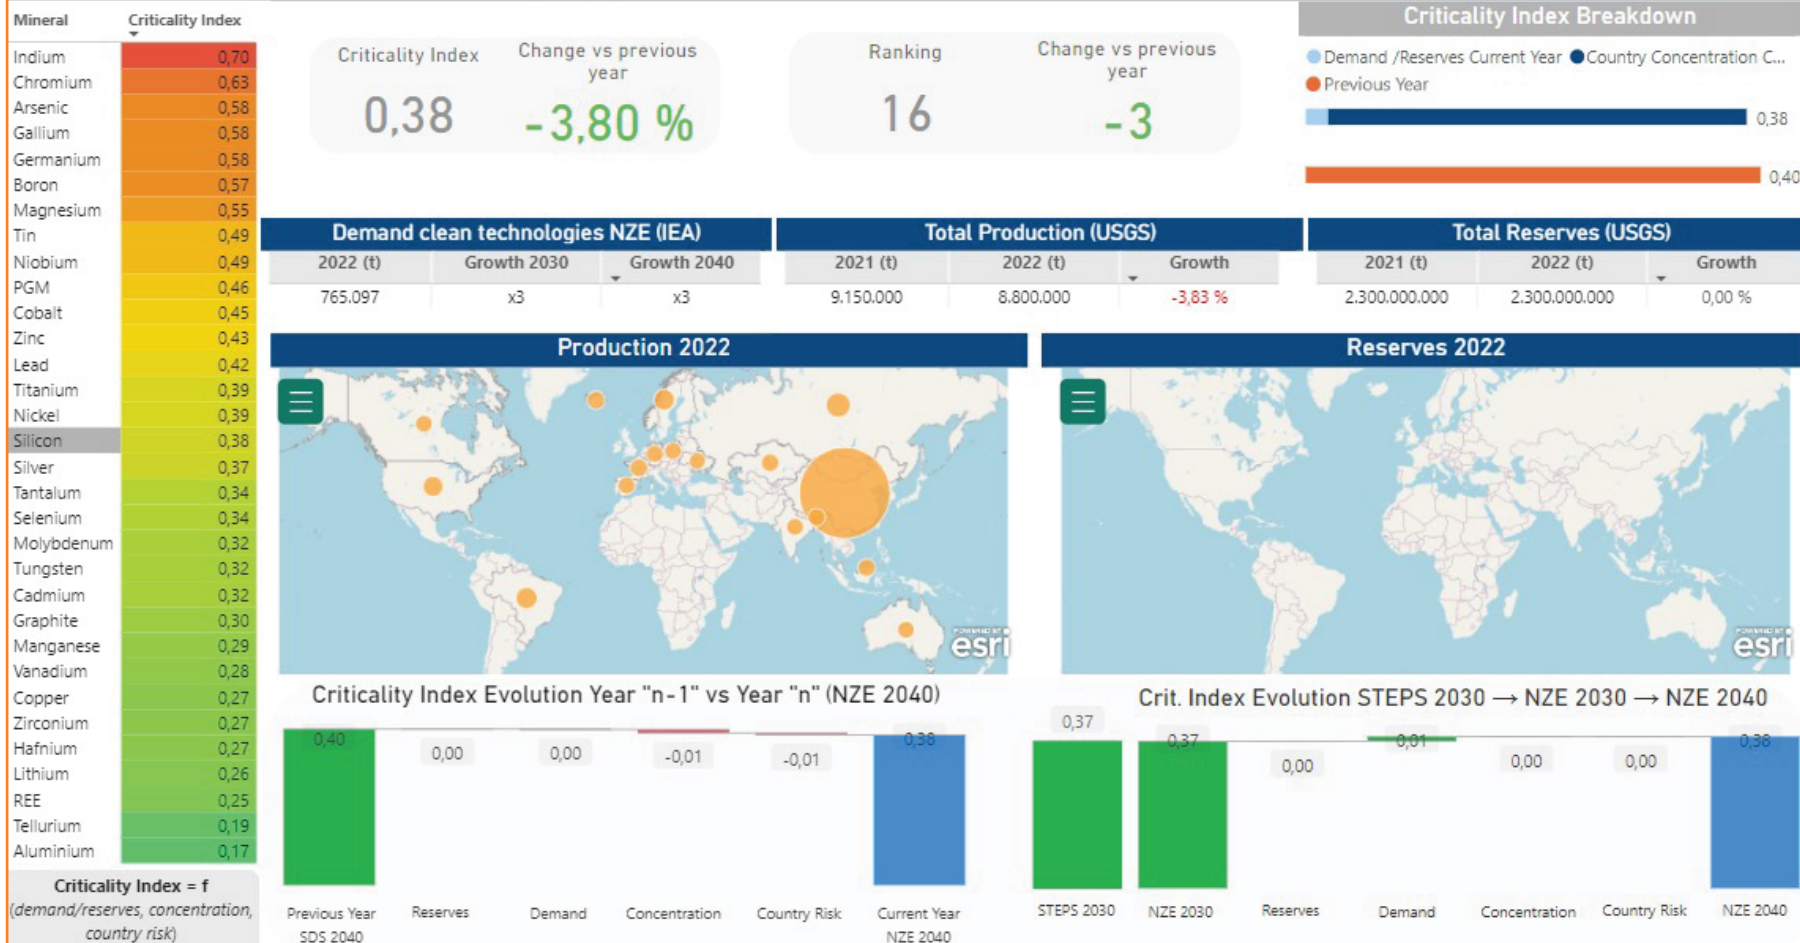 Mineral Criticality Index
Indium 0,70
Chromium 0,63
Arsenic 0,58
Gallium 0,58
Germanium 0,58
Boron 0,57
Magnesium 0,55
Tin 0,49
Niobium 0,49
PGM 0,46
Cobalt 0,45
Zinc 0,43
Lead 0,42
Titanium 0,39
Nickel 0,39
Silicon 0,38
Silver 0,37
Tantalum 0,34
Selenium 0,34
Molybdenum 0,32
Tungsten 0,32
Cadmium 0,32
Graphite 0,30
Manganese 0,29
Vanadium 0,28
Copper 0,27
Zirconium 0,27
Hafnium 0,27
Lithium 0,26
REE 0,25
Tellurium 0,19
Aluminium 0,17
Criticality Index = f
(demand/reserves, concentration,
country risk)
Criticality Index
0,38
Change vs previous
year
-3,80 %
Ranking
16
Change vs previous
year
-3
Criticality Index Breakdown
Demand /Reserves Current Year Country Concentration C...
Previous Year
0,38
0,40
Demand clean technologies NZE (IEA)
2022 (t) Growth 2030 Growth 2040
765.097 x3 x3
Total Production (USGS)
2021 (t) 2022 (t) Growth
9.150.000 8.800.000 -3,83 %
Total Reserves (USGS)
2021 (t) 2022 (t) Growth
2.300.000.000 2.300.000.000 0,00 %
Production 2022
POWERED BY
esri
Reserves 2022
POWERED BY
esri
Criticality Index Evolution Year "n-1" vs Year "n" (NZE 2040)
0,40 0,00 0,00 -0,01 -0,01 0,38
Previous Year Reserves Demand Concentration Country Risk Current Year
SDS 2040 NZE 2040
Crit. Index Evolution STEPS 2030 → NZE 2030 → NZE 2040
0,37 0,37 0,00 0,01 0,00 0,00 0,38
STEPS 2030 NZE 2030 Reserves Demand Concentration Country Risk NZE 2040